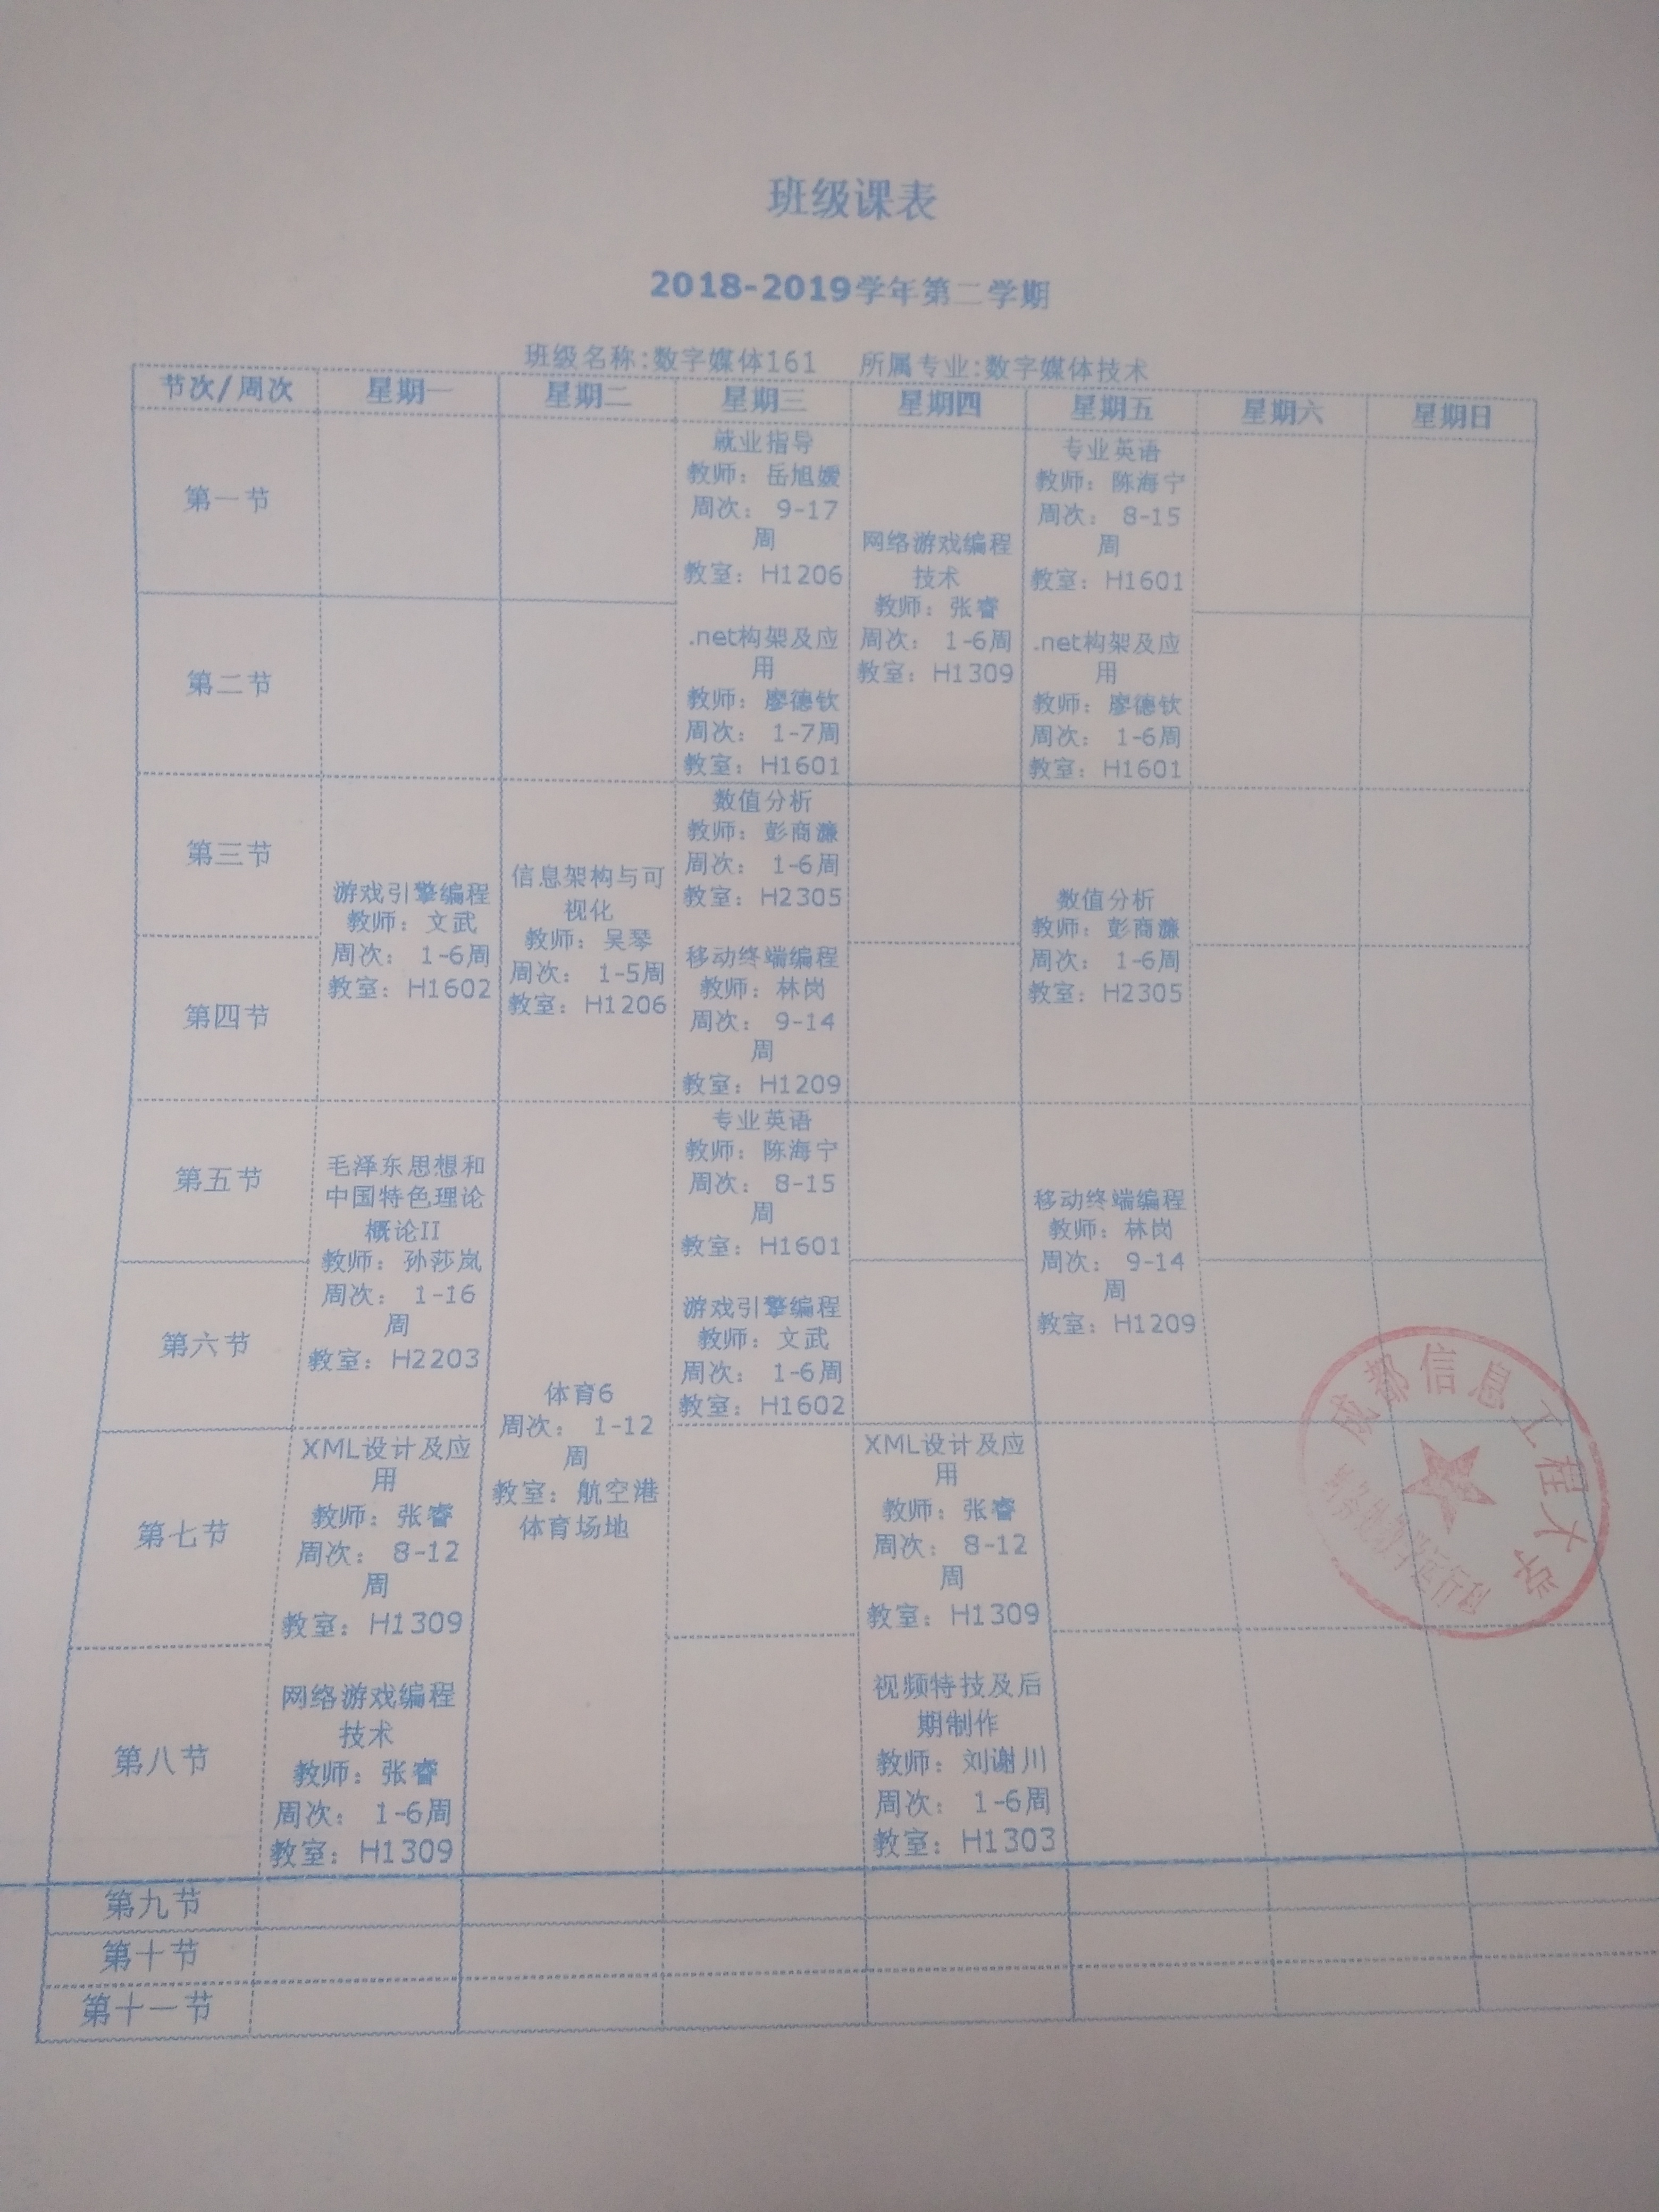 班级课表
2018-2019学年第二学期
班级名称:数字媒体161 所属专业:数字媒体技术
节次/周次 星期一 星期二 星期三 星期四 星期五 星期六 星期日
第一节
第二节
就业指导
教师: 岳旭媛
周次: 9-17
周
教室: H1206
.net构架及应
用
教师: 廖德钦
周次: 1-7周
教室: H1601
网络游戏编程
技术
教师: 张睿
周次: 1-6周
教室: H1309
专业英语
教师: 陈海宁
周次: 8-15
周
教室: H1601
.net构架及应
用
教师: 廖德钦
周次: 1-6周
教室: H1601
第三节
第四节
游戏引擎编程
教师: 文武
周次: 1-6周
教室: H1602
信息架构与可
视化
教师: 吴琴
周次: 1-5周
教室: H1206
数值分析
教师: 彭商濂
周次: 1-6周
教室: H2305
移动终端编程
教师: 林岗
周次: 9-14
周
教室: H1209
数值分析
教师: 彭商濂
周次: 1-6周
教室: H2305
第五节
第六节
毛泽东思想和
中国特色理论
概论II
教师: 孙莎岚
周次: 1-16
周
教室: H2203
体育6
周次: 1-12
周
教室: 航空港
体育场地
专业英语
教师: 陈海宁
周次: 8-15
周
教室: H1601
游戏引擎编程
教师: 文武
周次: 1-6周
教室: H1602
移动终端编程
教师: 林岗
周次: 9-14
周
教室: H1209
第七节
第八节
XML设计及应
用
教师: 张睿
周次: 8-12
周
教室: H1309
网络游戏编程
技术
教师: 张睿
周次: 1-6周
教室: H1309
XML设计及应
用
教师: 张睿
周次: 8-12
周
教室: H1309
视频特技及后
期制作
教师: 刘谢川
周次: 1-6周
教室: H1303
第九节
第十节
第十一节
成都信息工程大学